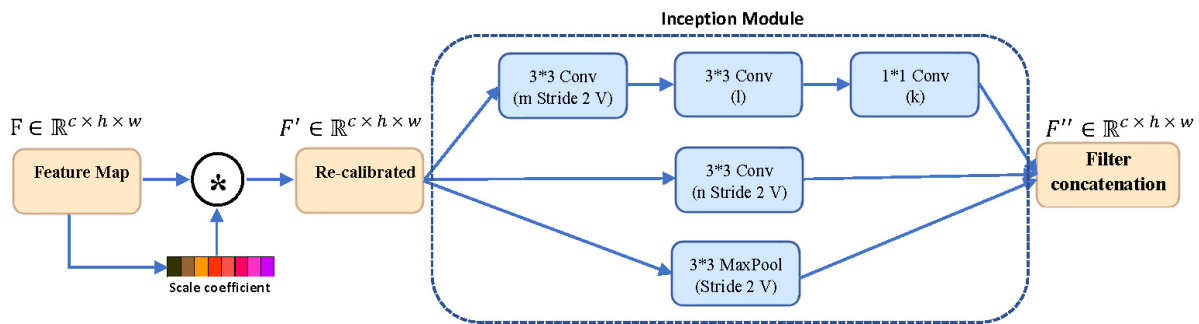 Inception Module
3*3 Conv
(m Stride 2 V)
3*3 Conv
(l)
1*1 Conv
(k)
𝔽 ∈ ℝ^{c × h × w}
F′ ∈ ℝ^{c × h × w}
F′′ ∈ ℝ^{c × h × w}
Feature Map
*
Re-calibrated
3*3 Conv
(n Stride 2 V)
Filter
concatenation
3*3 MaxPool
(Stride 2 V)
Scale coefficient